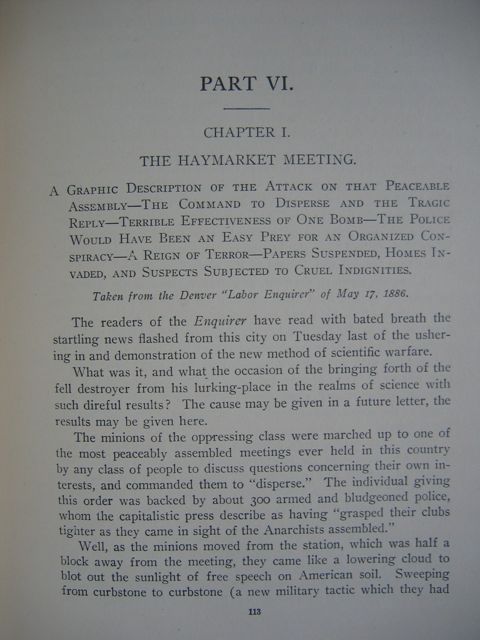 PART VI.
CHAPTER I.
THE HAYMARKET MEETING.
A Graphic Description of the Attack on that Peaceable
Assembly—The Command to Disperse and the Tragic
Reply—Terrible Effectiveness of One Bomb—The Police
Would Have Been an Easy Prey for an Organized Con-
spiracy—A Reign of Terror—Papers Suspended, Homes In-
vaded, and Suspects Subjected to Cruel Indignities.
Taken from the Denver "Labor Enquirer" of May 17, 1886.
The readers of the Enquirer have read with bated breath the
startling news flashed from this city on Tuesday last of the usher-
ing in and demonstration of the new method of scientific warfare.
What was it, and what the occasion of the bringing forth of the
fell destroyer from his lurking-place in the realms of science with
such direful results? The cause may be given in a future letter, the
results may be given here.
The minions of the oppressing class were marched up to one of
the most peaceably assembled meetings ever held in this country
by any class of people to discuss questions concerning their own in-
terests, and commanded them to "disperse." The individual giving
this order was backed by about 300 armed and bludgeoned police,
whom the capitalistic press describe as having "grasped their clubs
tighter as they came in sight of the Anarchists assembled."
Well, as the minions moved from the station, which was half a
block away from the meeting, they came like a lowering cloud to
blot out the sunlight of free speech on American soil. Sweeping
from curbstone to curbstone (a new military tactic which they had
113